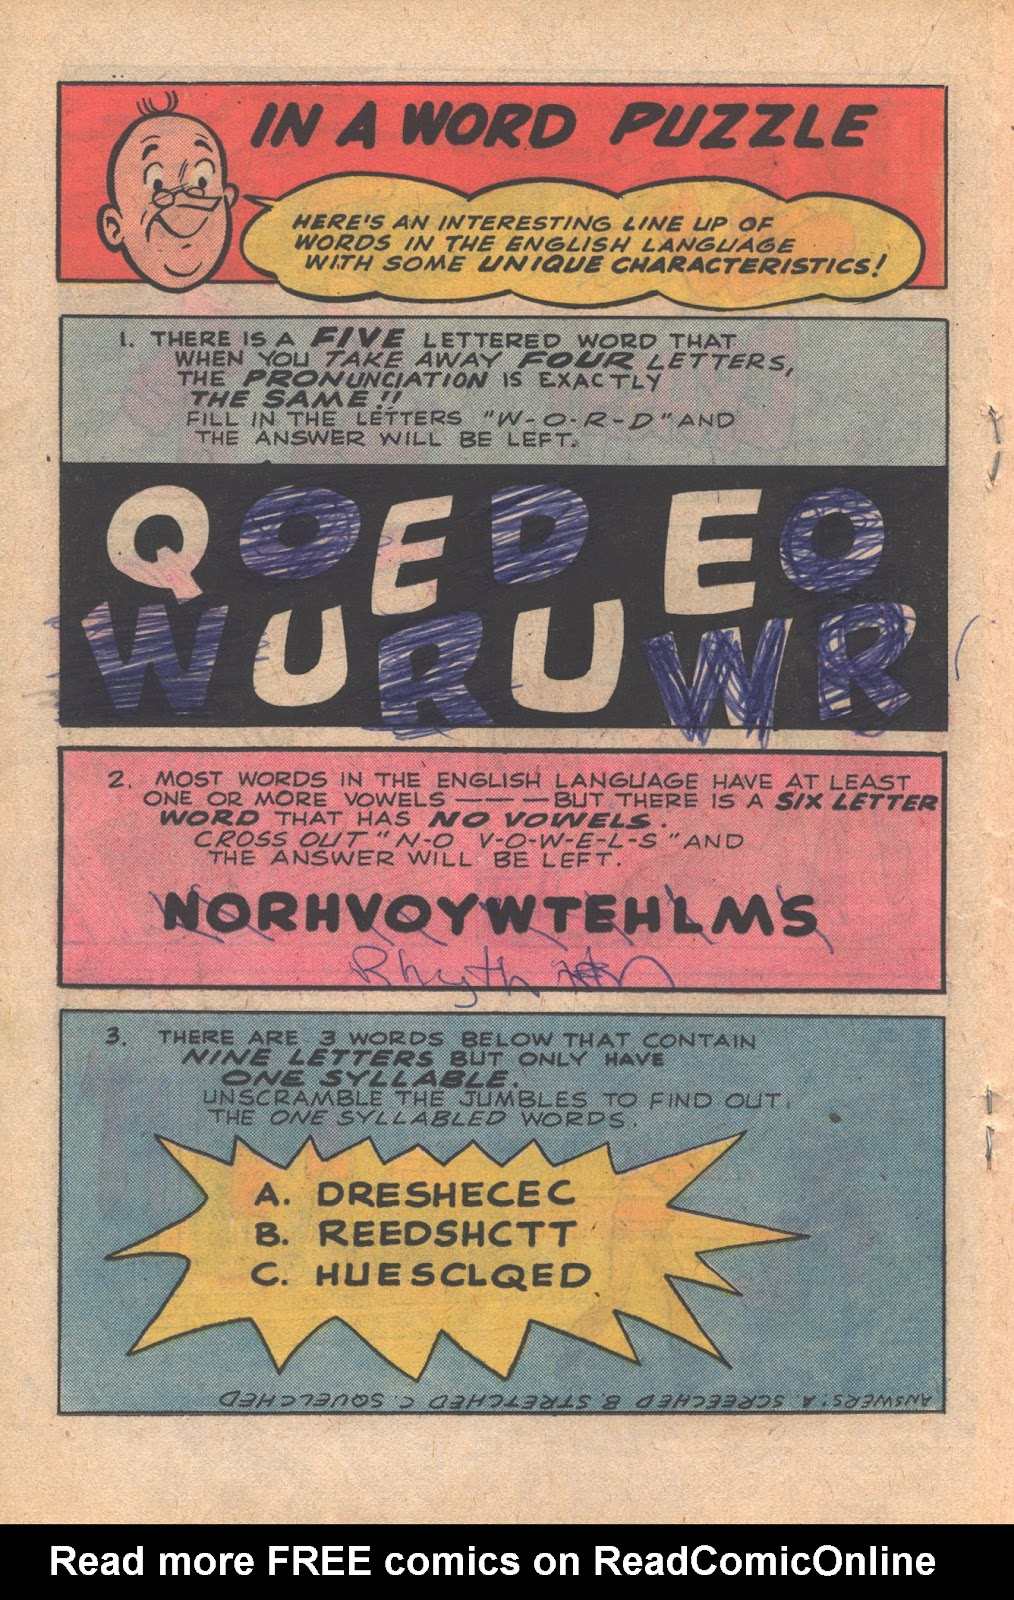 IN A WORD PUZZLE
HERE'S AN INTERESTING LINE UP OF
WORDS IN THE ENGLISH LANGUAGE
WITH SOME UNIQUE CHARACTERISTICS!
1. THERE IS A FIVE LETTERED WORD THAT
WHEN YOU TAKE AWAY FOUR LETTERS,
THE PRONUNCIATION IS EXACTLY
THE SAME!!
FILL IN THE LETTERS "W-O-R-D" AND
THE ANSWER WILL BE LEFT.
QOEDEO
WURUWR
2. MOST WORDS IN THE ENGLISH LANGUAGE HAVE AT LEAST
ONE OR MORE VOWELS — — — BUT THERE IS A SIX LETTER
WORD THAT HAS NO VOWELS.
CROSS OUT "N-O V-O-W-E-L-S" AND
THE ANSWER WILL BE LEFT.
NORHVOYWTEHLMS
Rhyth
3. THERE ARE 3 WORDS BELOW THAT CONTAIN
NINE LETTERS BUT ONLY HAVE
ONE SYLLABLE.
UNSCRAMBLE THE JUMBLES TO FIND OUT.
THE ONE SYLLABLED WORDS.
A. DRESHECEC
B. REEDSHCTT
C. HUESCLQED
ANSWERS: A. SCREECHED B. STRETCHED C. SQUELCHED
Read more FREE comics on ReadComicOnline